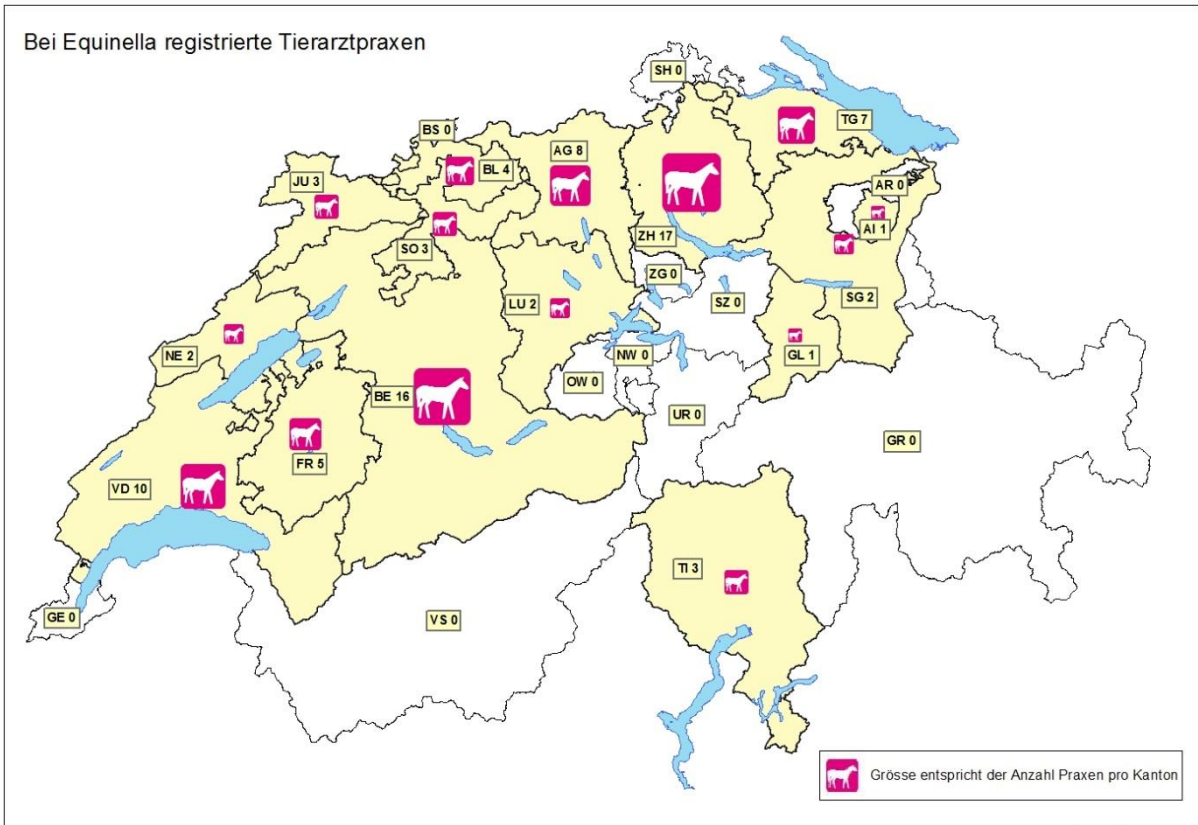 Bei Equinella registrierte Tierarztpraxen
SH 0
BS 0
TG 7
AG 8
BL 4
JU 3
AR 0
AI 1
ZH 17
SO 3
ZG 0
SZ 0
SG 2
LU 2
NE 2
NW 0
GL 1
OW 0
BE 16
UR 0
GR 0
FR 5
VD 10
TI 3
GE 0
VS 0
Grösse entspricht der Anzahl Praxen pro Kanton